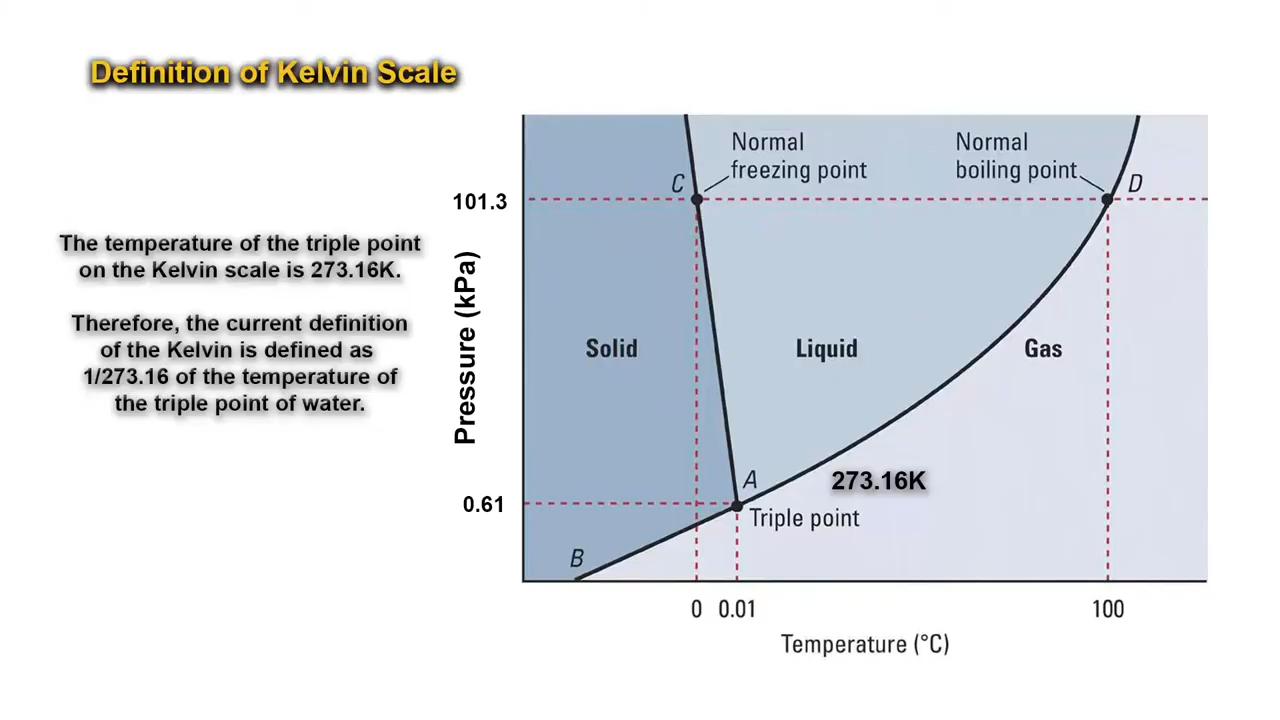 Definition of Kelvin Scale
The temperature of the triple point
on the Kelvin scale is 273.16K.
Therefore, the current definition
of the Kelvin is defined as
1/273.16 of the temperature of
the triple point of water.
Pressure (kPa)
101.3
0.61
Normal
freezing point
C
Normal
boiling point
D
Solid
Liquid
Gas
A
273.16K
Triple point
B
0
0.01
100
Temperature (°C)